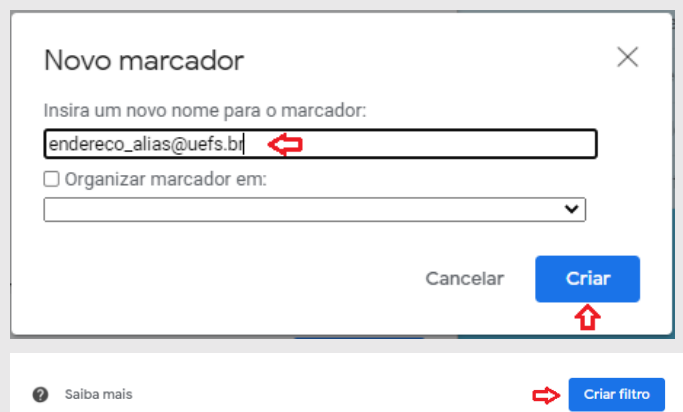 Novo marcador
Insira um novo nome para o marcador:
endereco_alias@uefs.br
Organizar marcador em:
Cancelar
Criar
Saiba mais
Criar filtro